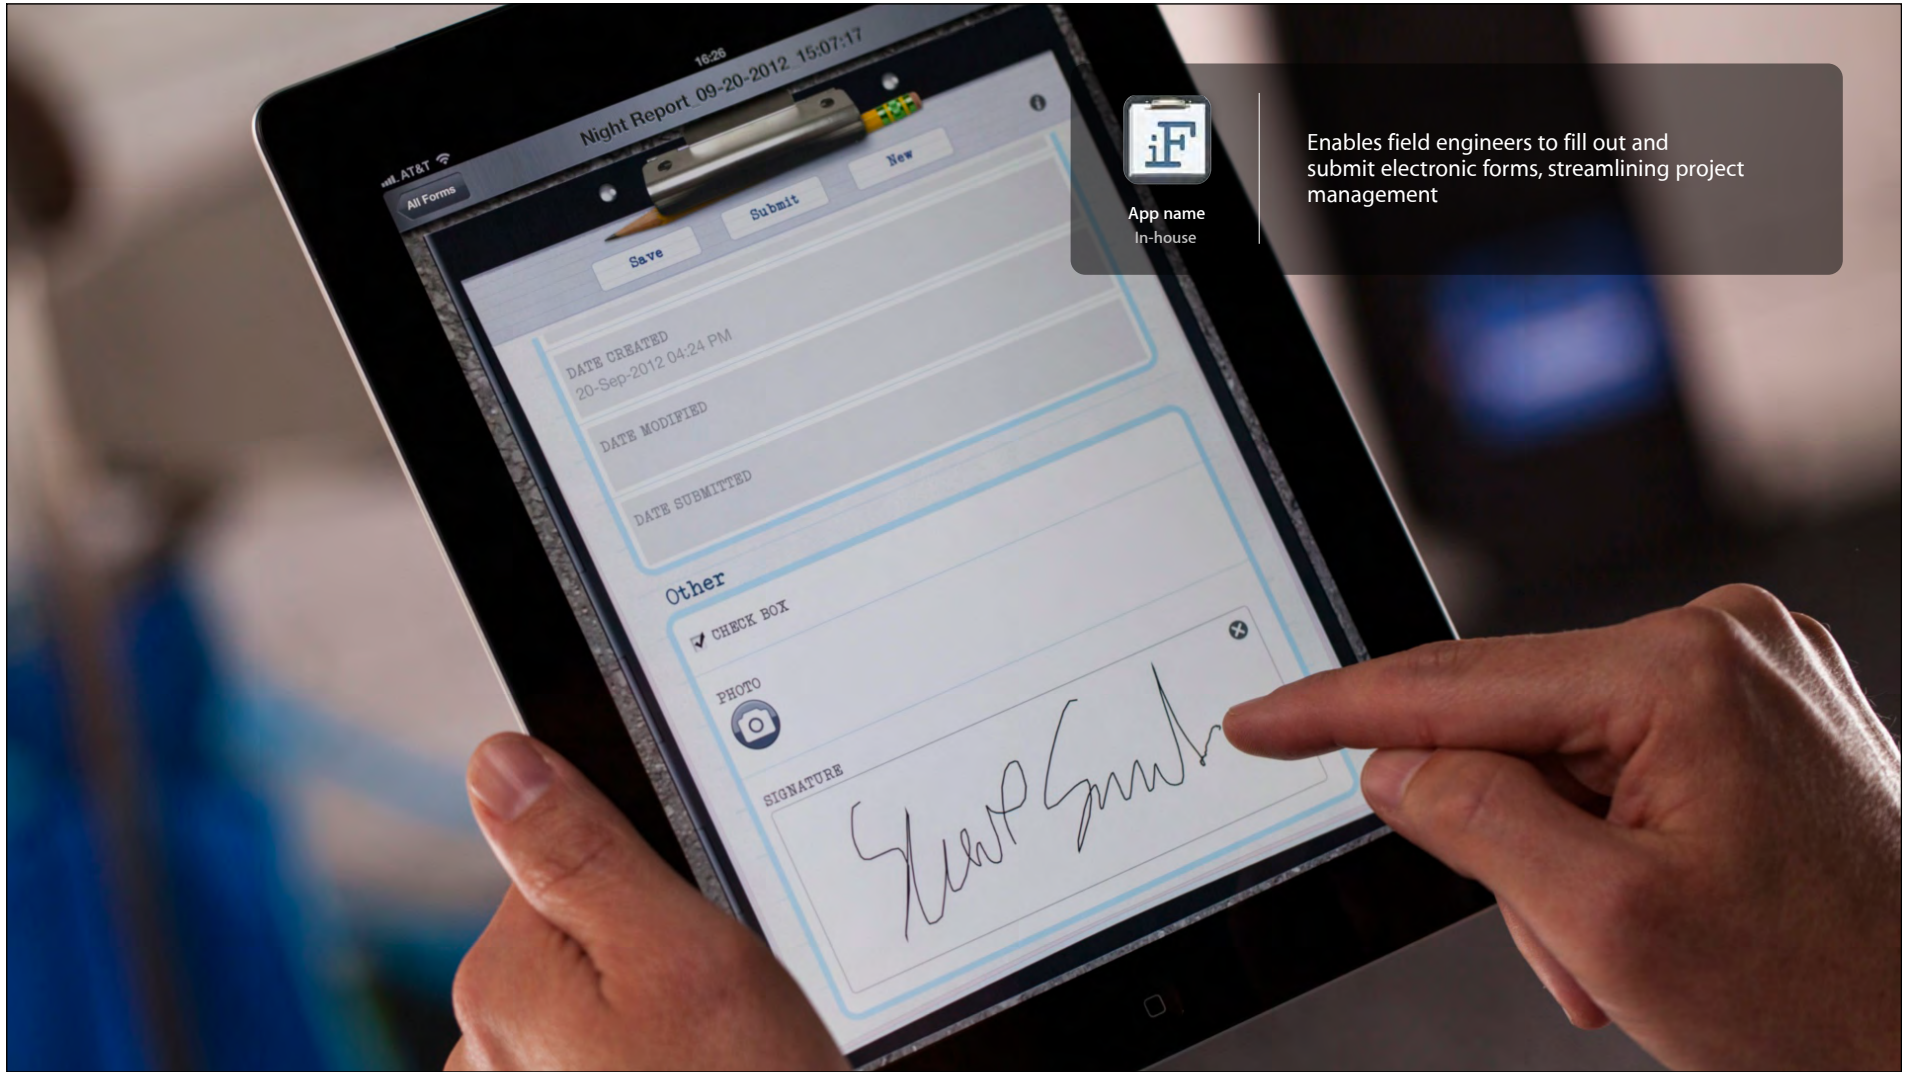 16:26
AT&T
Night Report_09-20-2012_15:07:17
All Forms
Save
Submit
New
DATE CREATED
20-Sep-2012 04:24 PM
DATE MODIFIED
DATE SUBMITTED
Other
CHECK BOX
PHOTO
SIGNATURE
iF
App name
In-house
Enables field engineers to fill out and
submit electronic forms, streamlining project
management